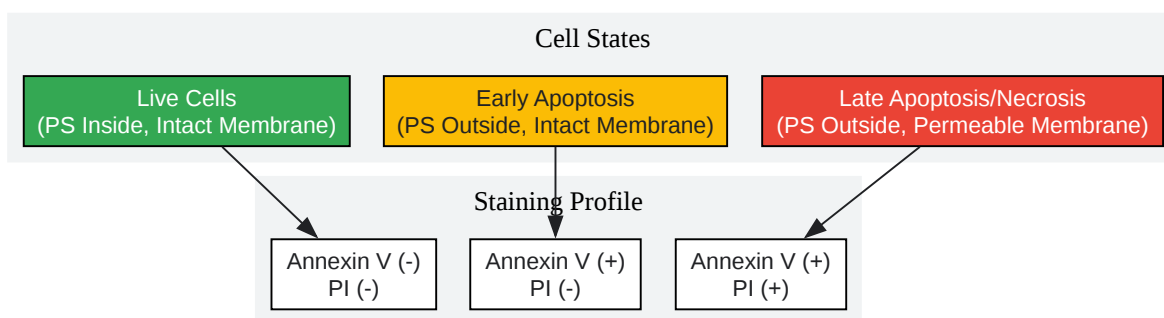 Cell States
Live Cells
(PS Inside, Intact Membrane)
Early Apoptosis
(PS Outside, Intact Membrane)
Late Apoptosis/Necrosis
(PS Outside, Permeable Membrane)
Staining Profile
Annexin V (-)
PI (-)
Annexin V (+)
PI (-)
Annexin V (+)
PI (+)